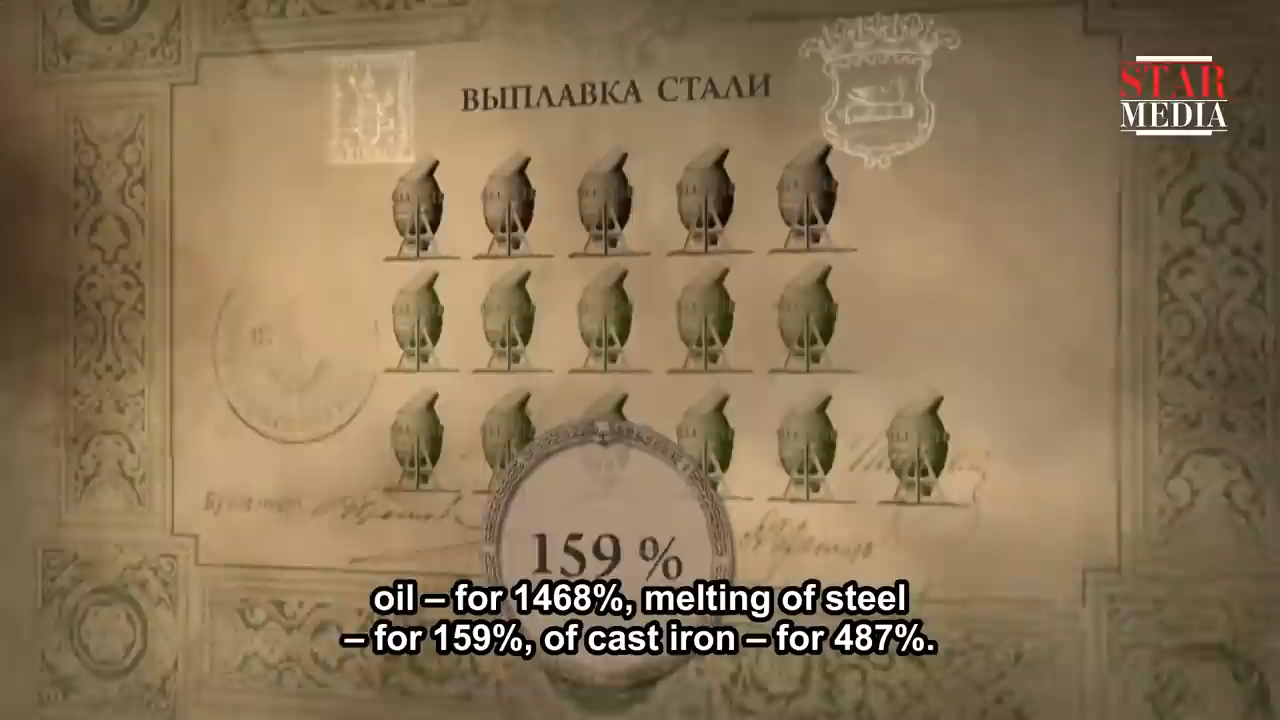 ВЫПЛАВКА СТАЛИ
STAR
MEDIA
159 %
oil – for 1468%, melting of steel
– for 159%, of cast iron – for 487%.